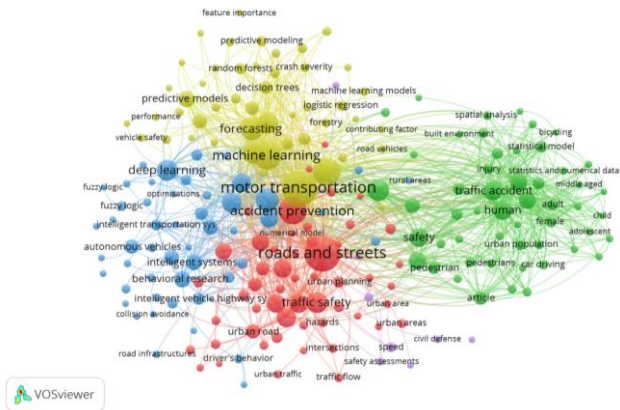 feature importance
predictive modeling
random forests
crash severity
decision trees
machine learning models
predictive models
logistic regression
performance
forestry
spatial analysis
forecasting
contributing factor
built environment
bicycling
vehicle safety
statistical model
machine learning
road vehicles
deep learning
injury
statistics and numerical data
fuzzy-logic
motor transportation
rural areas
traffic accident
middle aged
optimisations
fuzzy logic
accident prevention
human
adult
child
intelligent transportation sys
numerical model
female
adolescent
safety
autonomous vehicles
roads and streets
urban population
intelligent systems
pedestrian
pedestrians
car driving
behavioral research
urban planning
intelligent vehicle highway sy
traffic safety
urban area
article
collision avoidance
hazards
urban areas
urban road
civil defense
road infrastructures
driver's behavior
intersections
speed
safety assessments
urban traffic
traffic flow
VOSviewer